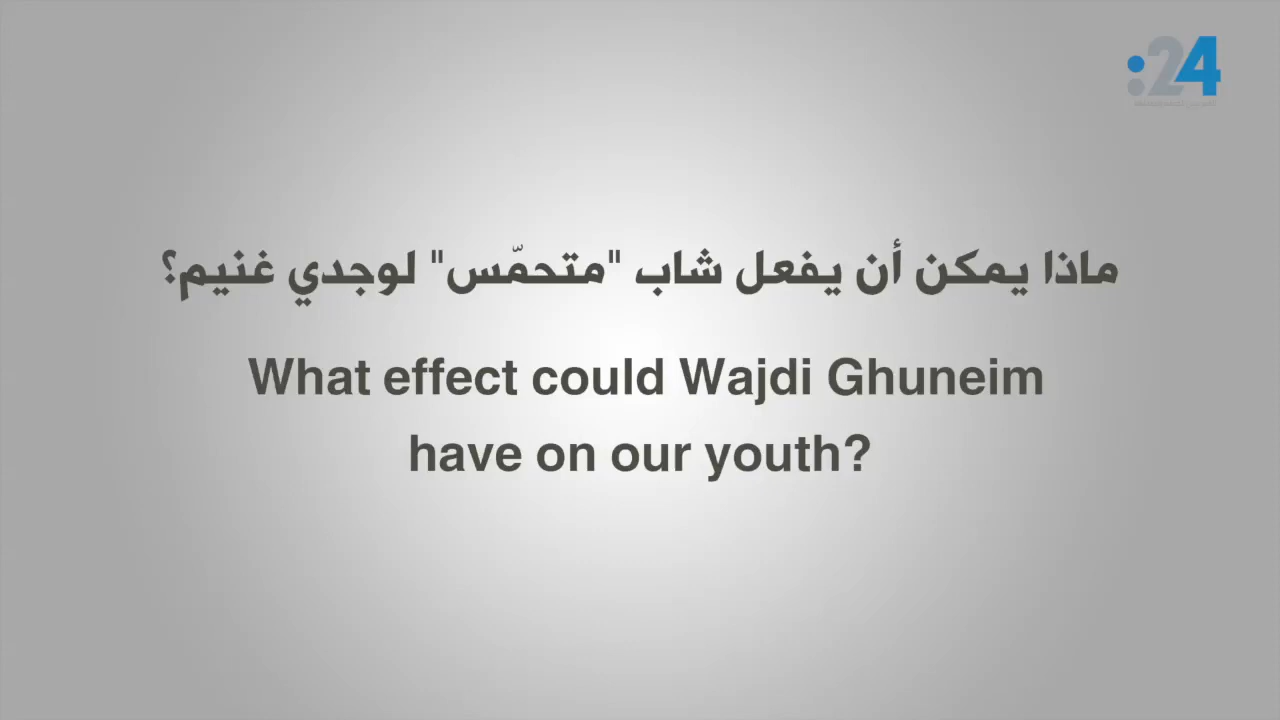 :24
ماذا يمكن أن يفعل شاب "متحمّس" لوجدي غنيم؟
What effect could Wajdi Ghuneim
have on our youth?